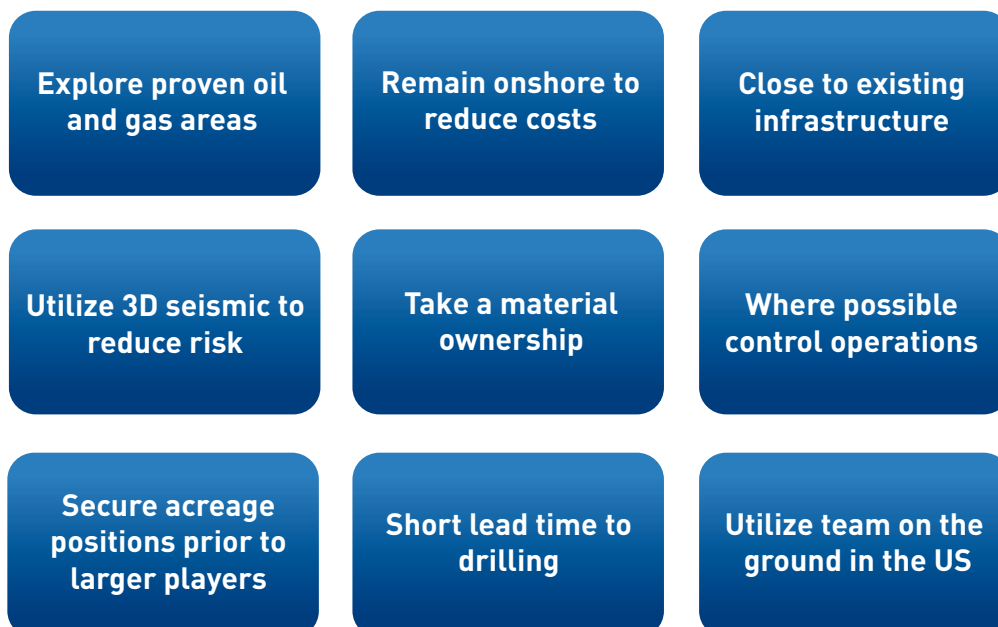 Explore proven oil
and gas areas
Remain onshore to
reduce costs
Close to existing
infrastructure
Utilize 3D seismic to
reduce risk
Take a material
ownership
Where possible
control operations
Secure acreage
positions prior to
larger players
Short lead time to
drilling
Utilize team on the
ground in the US